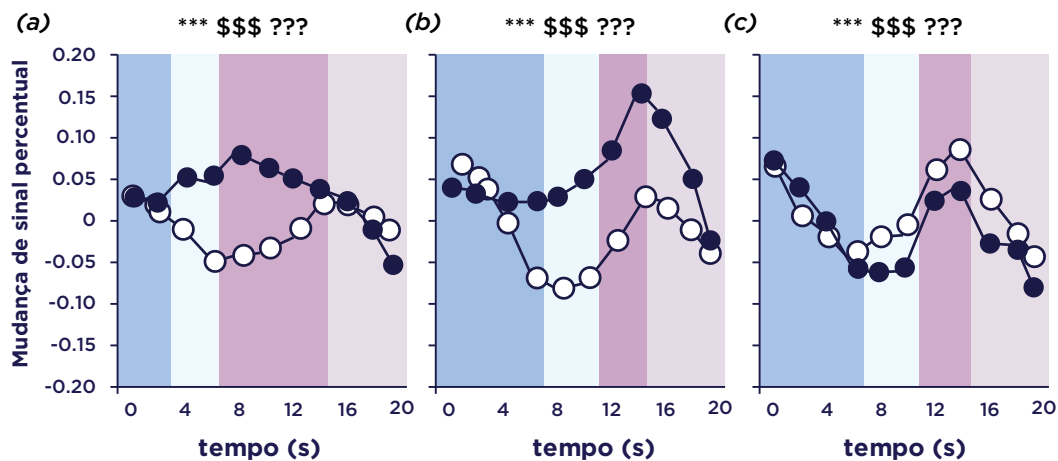 (a) *** $$$ ???
(b) *** $$$ ???
(c) *** $$$ ???
Mudança de sinal percentual
0.20
0.15
0.10
0.05
0
-0.05
-0.10
-0.15
-0.20
0 4 8 12 16 20
0 4 8 12 16 20
0 4 8 12 16 20
tempo (s)
tempo (s)
tempo (s)